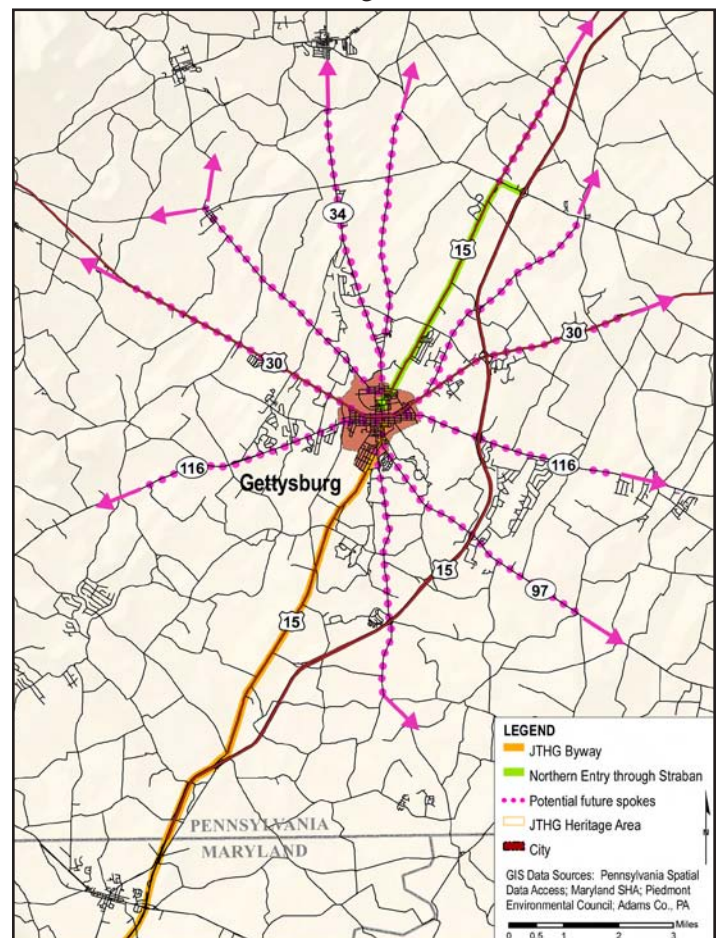 34
15
30
30
116
116
Gettysburg
15
97
15
PENNSYLVANIA
MARYLAND
LEGEND
JTHG Byway
Northern Entry through Straban
Potential future spokes
JTHG Heritage Area
City
GIS Data Sources: Pennsylvania Spatial
Data Access; Maryland SHA; Piedmont
Environmental Council; Adams Co., PA
Miles
0 0.5 1 2 3